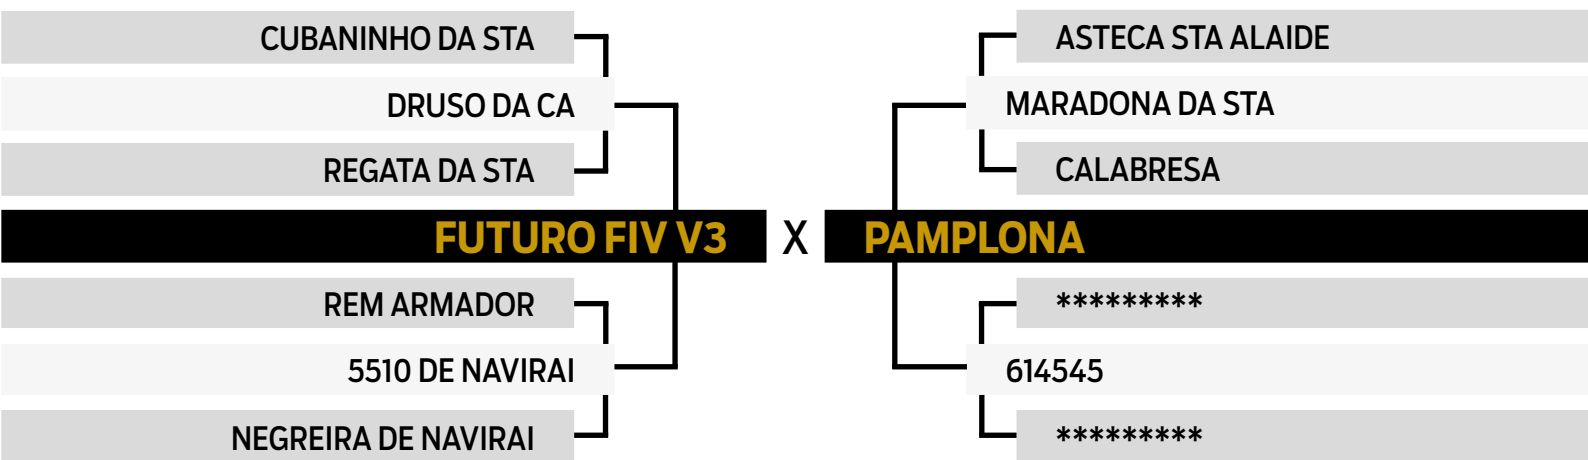 CUBANINHO DA STA
DRUSO DA CA
REGATA DA STA
FUTURO FIV V3
REM ARMADOR
5510 DE NAVIRAI
NEGREIRA DE NAVIRAI
X
ASTECA STA ALAIDE
MARADONA DA STA
CALABRESA
PAMPLONA
*********
614545
*********